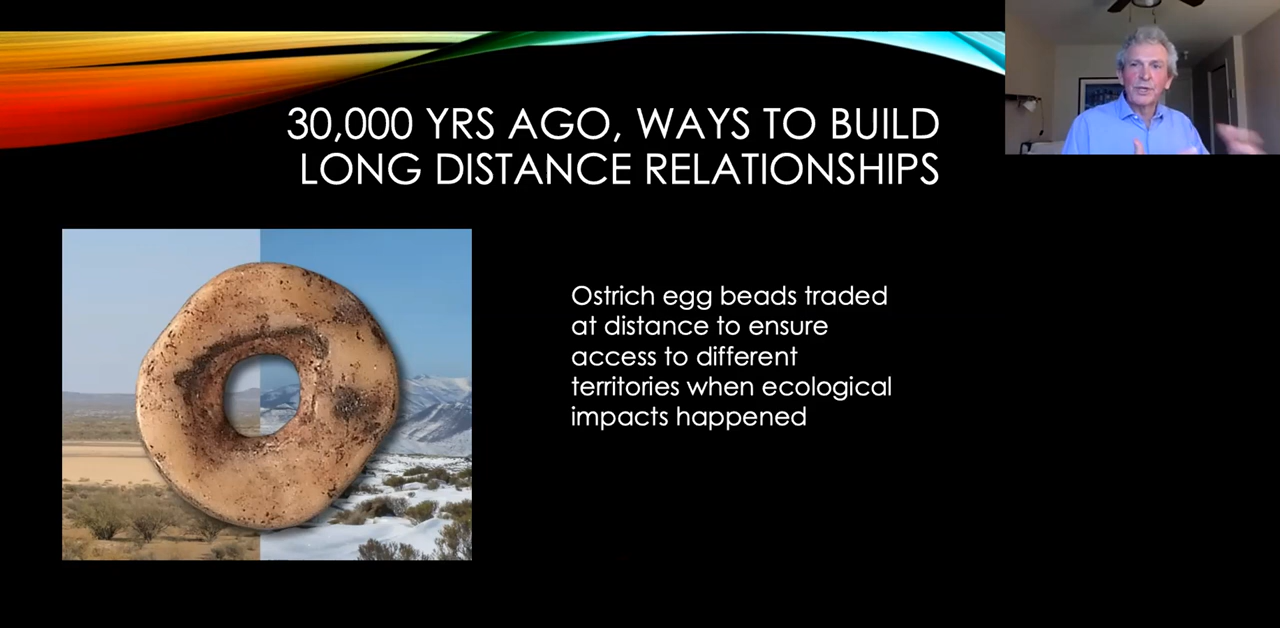 30,000 YRS AGO, WAYS TO BUILD
LONG DISTANCE RELATIONSHIPS
Ostrich egg beads traded
at distance to ensure
access to different
territories when ecological
impacts happened